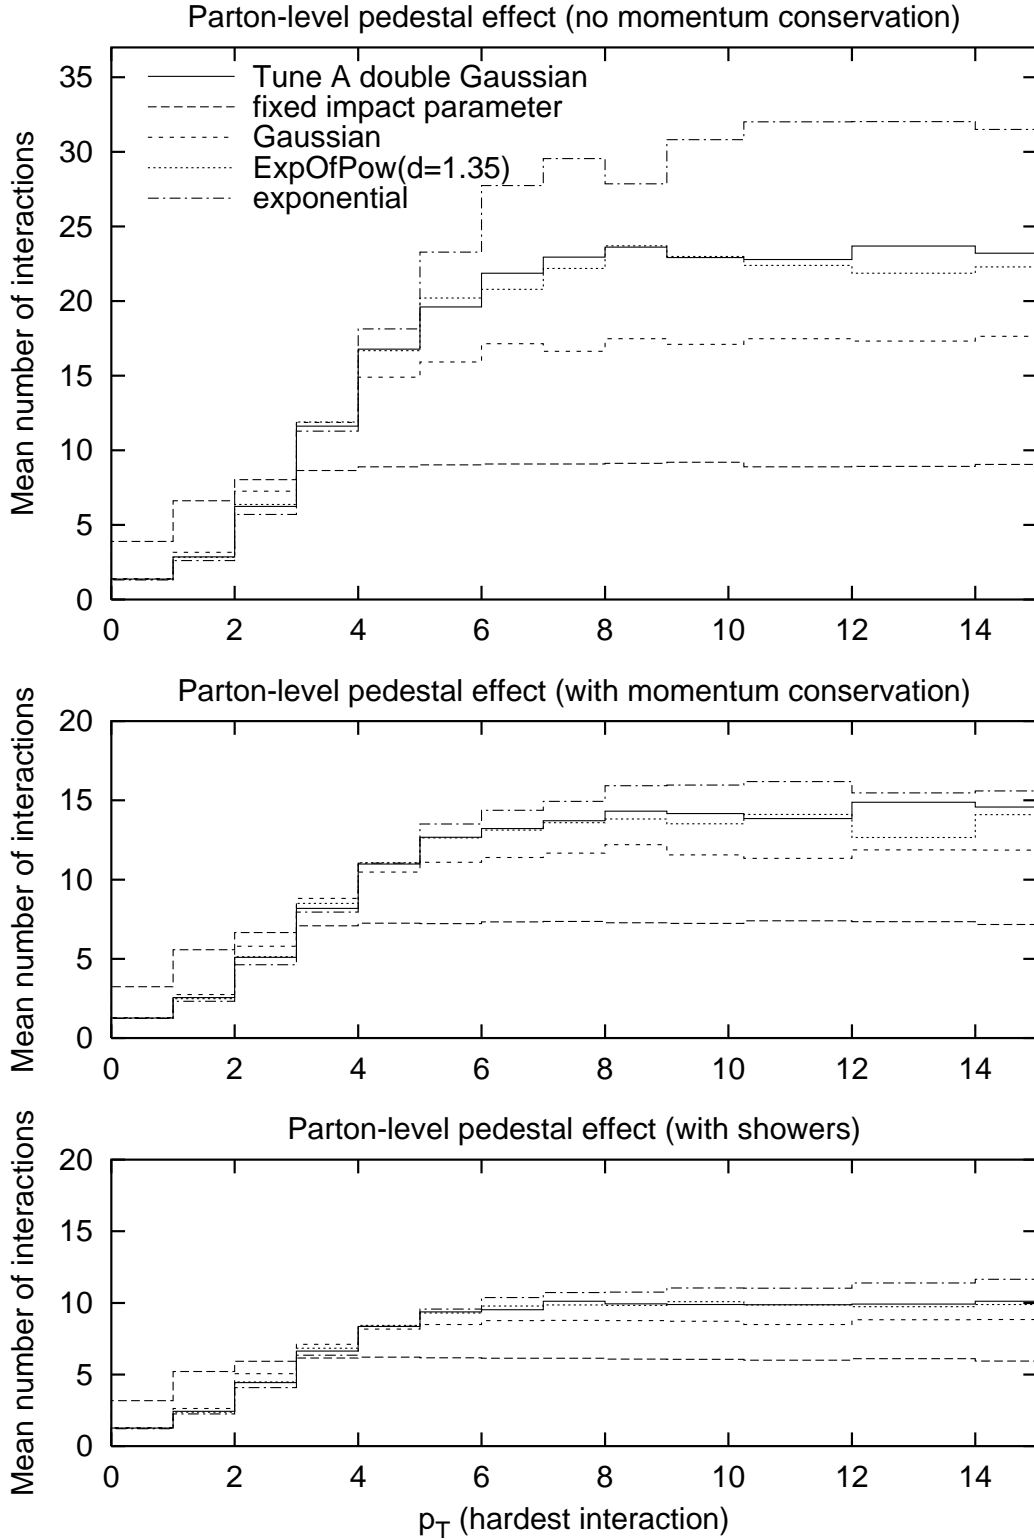 Parton-level pedestal effect (no momentum conservation)
Mean number of interactions
35
30
25
20
15
10
5
0
Tune A double Gaussian
fixed impact parameter
Gaussian
ExpOfPow(d=1.35)
exponential
0 2 4 6 8 10 12 14
Parton-level pedestal effect (with momentum conservation)
Mean number of interactions
20
15
10
5
0
0 2 4 6 8 10 12 14
Parton-level pedestal effect (with showers)
Mean number of interactions
20
15
10
5
0
0 2 4 6 8 10 12 14
p_T (hardest interaction)